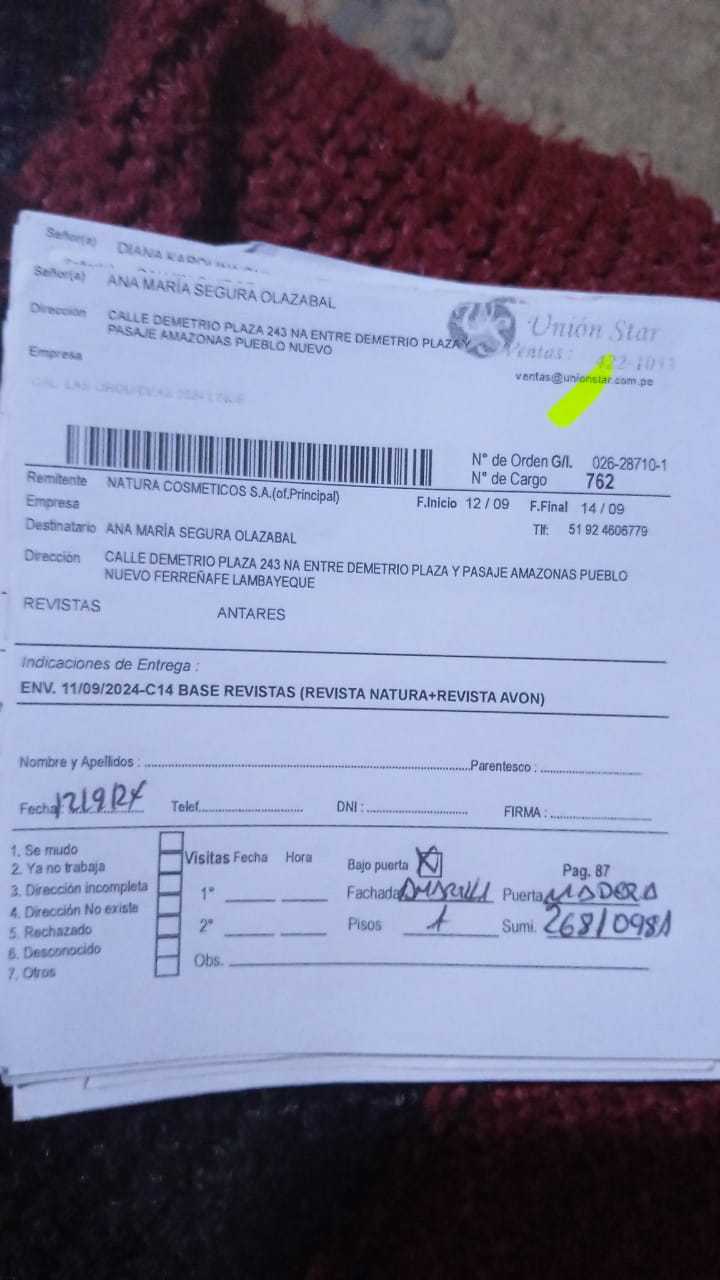 Señor(a) DIANA
Señor(a) ANA MARÍA SEGURA OLAZABAL
Dirección CALLE DEMETRIO PLAZA 243 NA ENTRE DEMETRIO PLAZA Y
PASAJE AMAZONAS PUEBLO NUEVO
Empresa
Unión Star
Ventas : 422-1093
ventas@unionstar.com.pe
N° de Orden G/I. 026-28710-1
N° de Cargo 762
Remitente NATURA COSMETICOS S.A.(of.Principal)
F.Inicio 12 / 09 F.Final 14 / 09
Empresa
Tlf: 51 92 4606779
Destinatario ANA MARÍA SEGURA OLAZABAL
Dirección CALLE DEMETRIO PLAZA 243 NA ENTRE DEMETRIO PLAZA Y PASAJE AMAZONAS PUEBLO
NUEVO FERREÑAFE LAMBAYEQUE
REVISTAS ANTARES
Indicaciones de Entrega :
ENV. 11/09/2024-C14 BASE REVISTAS (REVISTA NATURA+REVISTA AVON)
Nombre y Apellidos : Parentesco :
Fecha: Telef. DNI : FIRMA :
1. Se mudo
2. Ya no trabaja
3. Dirección incompleta
4. Dirección No existe
5. Rechazado
6. Desconocido
7. Otros
Visitas Fecha Hora
1°
2°
Obs.
Bajo puerta
Pag. 87
Fachada AMARILLA Puerta MADERA
Pisos 1 Sumi. 26810981